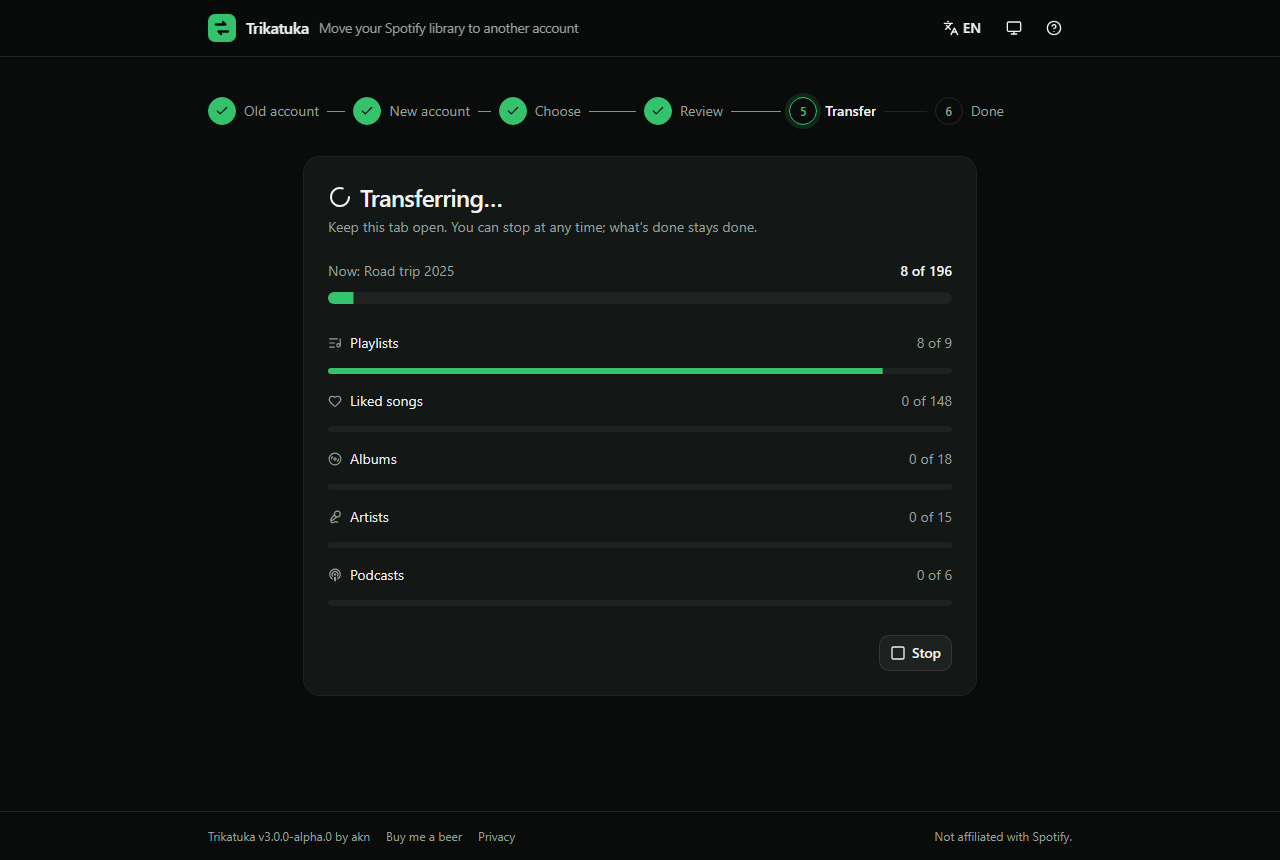 Trikatuka Move your Spotify library to another account EN
Old account New account Choose Review 5 Transfer 6 Done
Transferring...
Keep this tab open. You can stop at any time; what's done stays done.
Now: Road trip 2025 8 of 196
Playlists 8 of 9
Liked songs 0 of 148
Albums 0 of 18
Artists 0 of 15
Podcasts 0 of 6
Stop
Trikatuka v3.0.0-alpha.0 by akn Buy me a beer Privacy Not affiliated with Spotify.